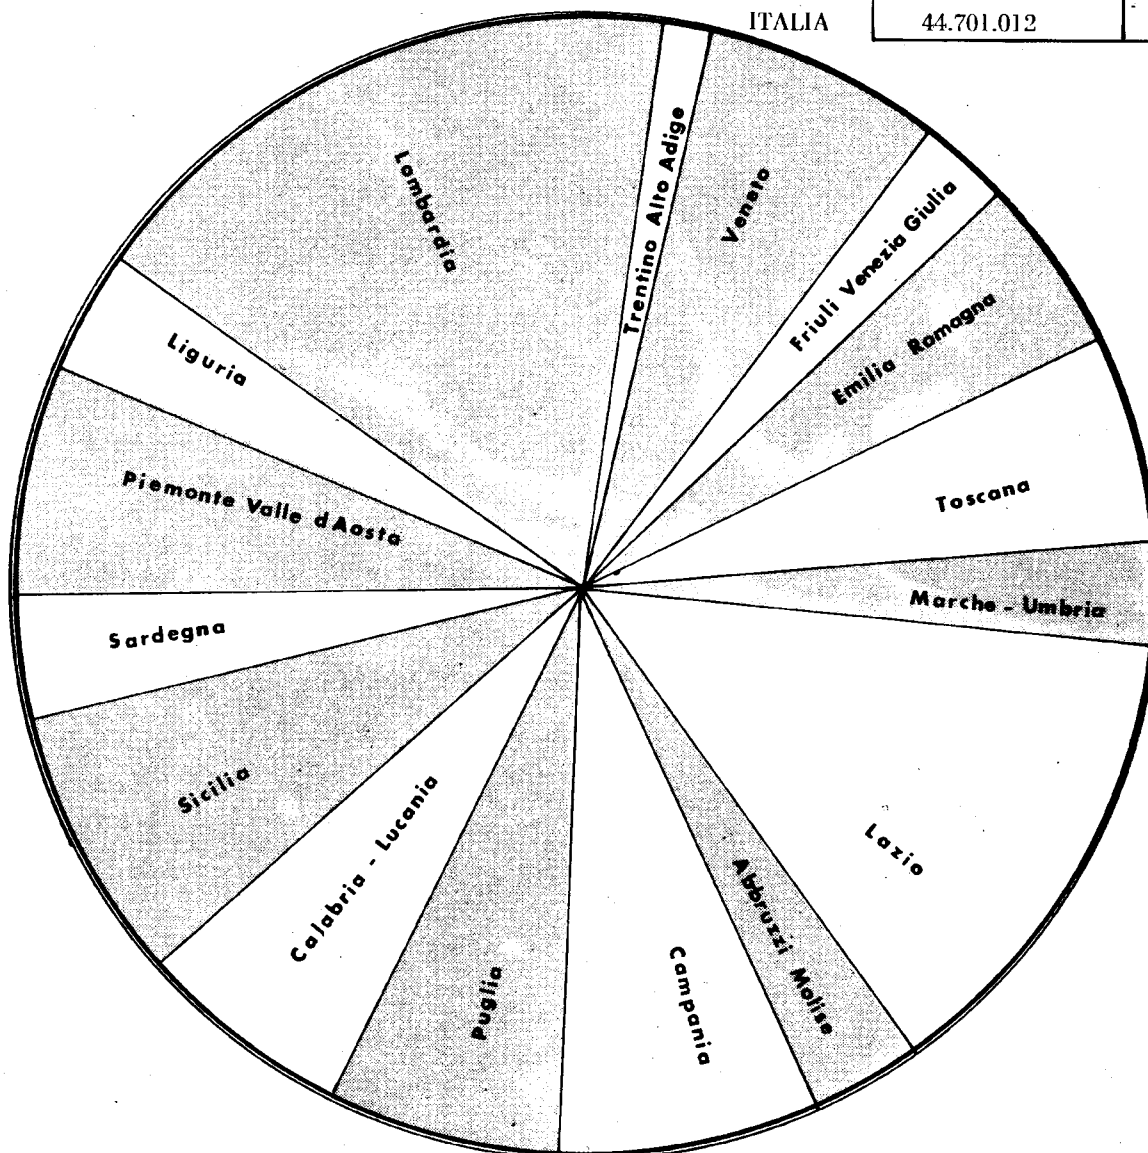 ITALIA 44.701.012
Lombardia
Trentino Alto Adige
Veneto
Friuli Venezia Giulia
Emilia Romagna
Toscana
Marche - Umbria
Lazio
Abbruzzi Molise
Campania
Puglia
Calabria - Lucania
Sicilia
Sardegna
Piemonte Valle d'Aosta
Liguria